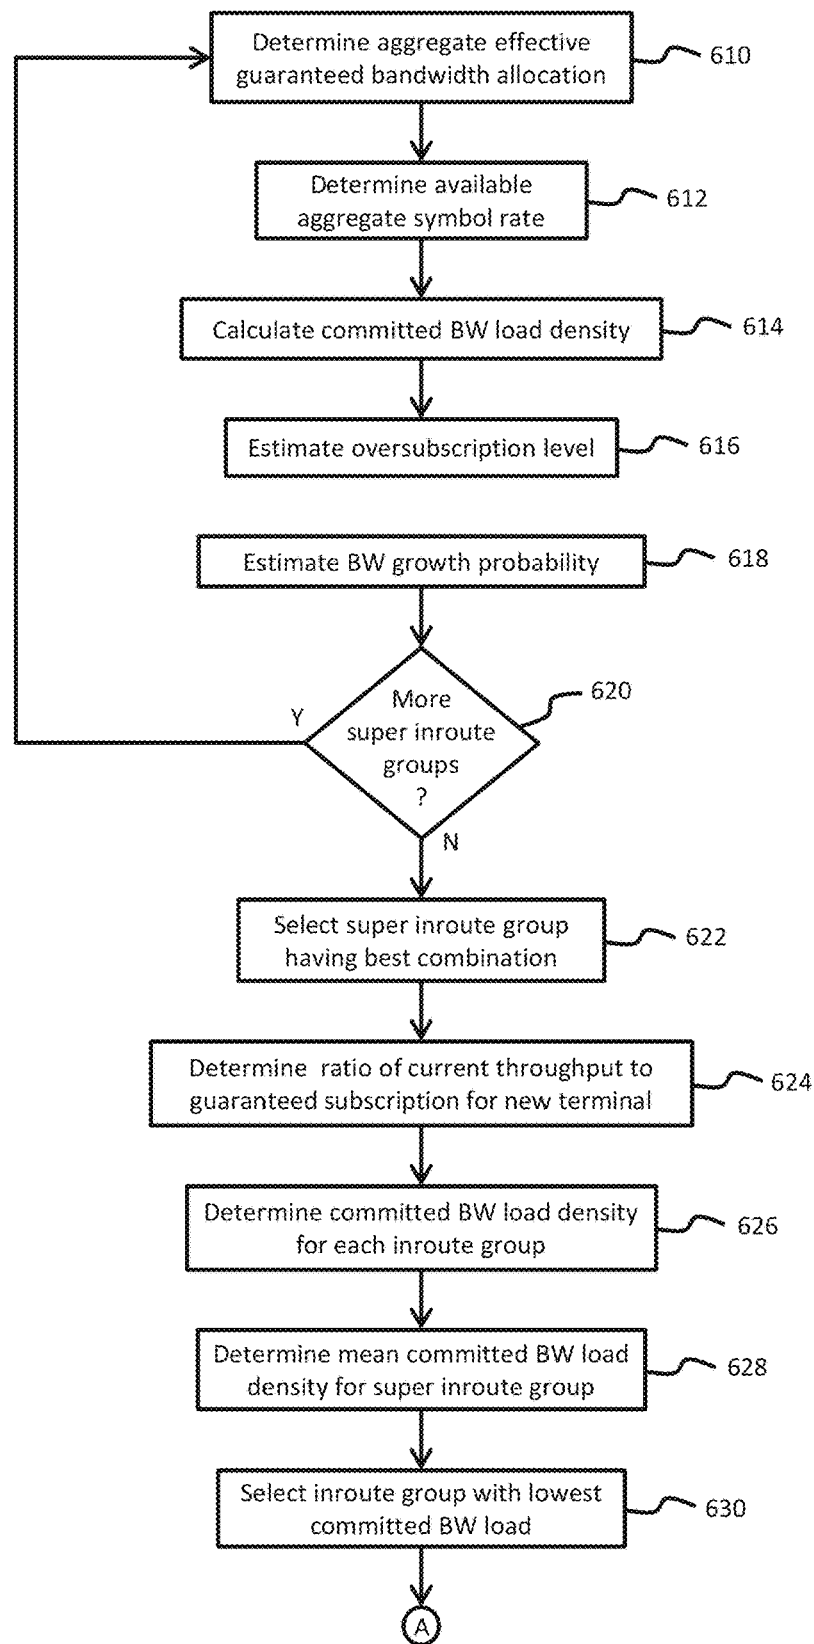 Determine aggregate effective
guaranteed bandwidth allocation
610
Determine available
aggregate symbol rate
612
Calculate committed BW load density
614
Estimate oversubscription level
616
Estimate BW growth probability
618
More
super inroute
groups
?
620
Y
N
Select super inroute group
having best combination
622
Determine ratio of current throughput to
guaranteed subscription for new terminal
624
Determine committed BW load density
for each inroute group
626
Determine mean committed BW load
density for super inroute group
628
Select inroute group with lowest
committed BW load
630
A